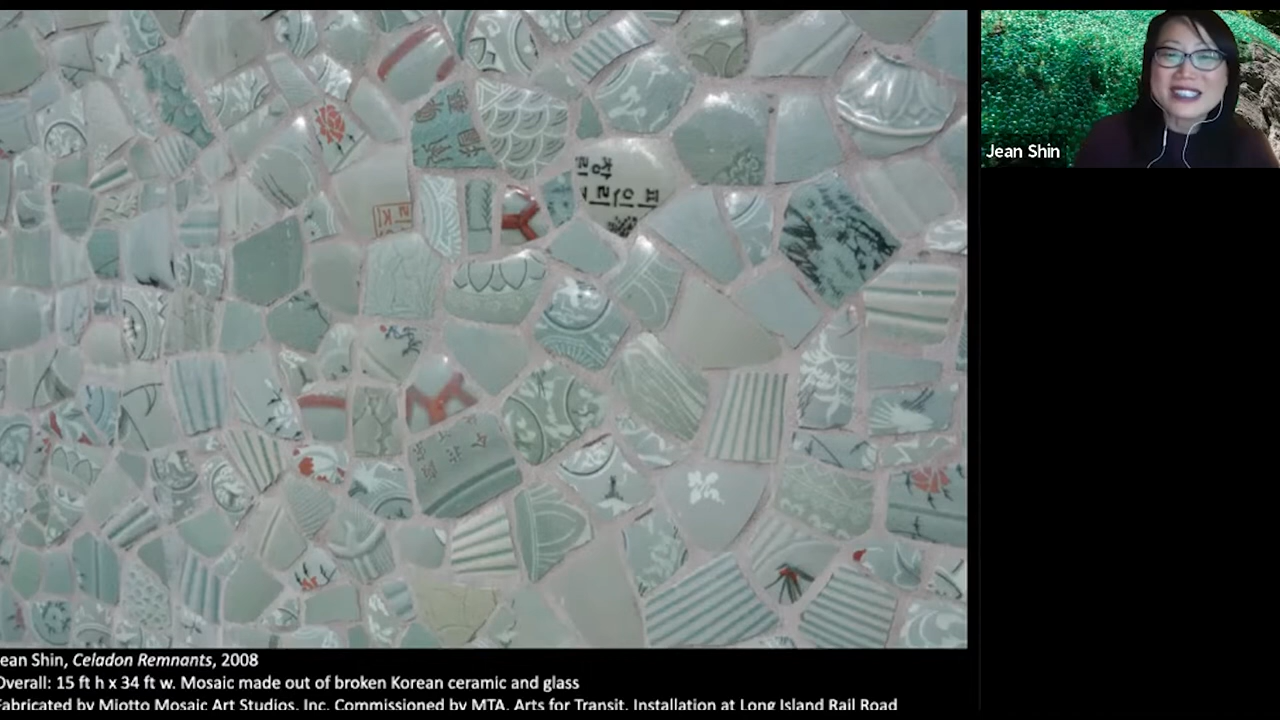 Jean Shin
ean Shin, Celadon Remnants, 2008
Overall: 15 ft h x 34 ft w. Mosaic made out of broken Korean ceramic and glass
Fabricated by Miotto Mosaic Art Studios, Inc. Commissioned by MTA, Arts for Transit, Installation at Long Island Rail Road